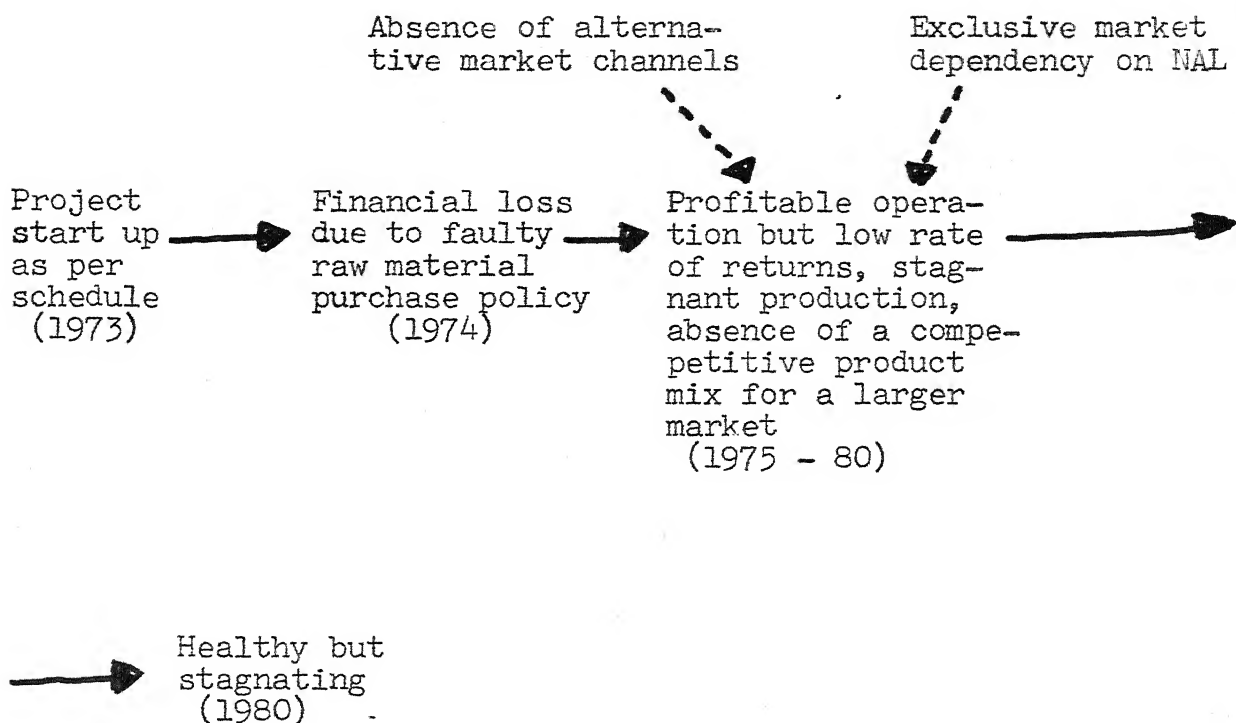 Absence of alterna-
tive market channels
Exclusive market
dependency on NAL
Project
start up
as per
schedule
(1973)
Financial loss
due to faulty
raw material
purchase policy
(1974)
Profitable opera-
tion but low rate
of returns, stag-
nant production,
absence of a compe-
petitive product
mix for a larger
market
(1975 - 80)
Healthy but
stagnating
(1980)